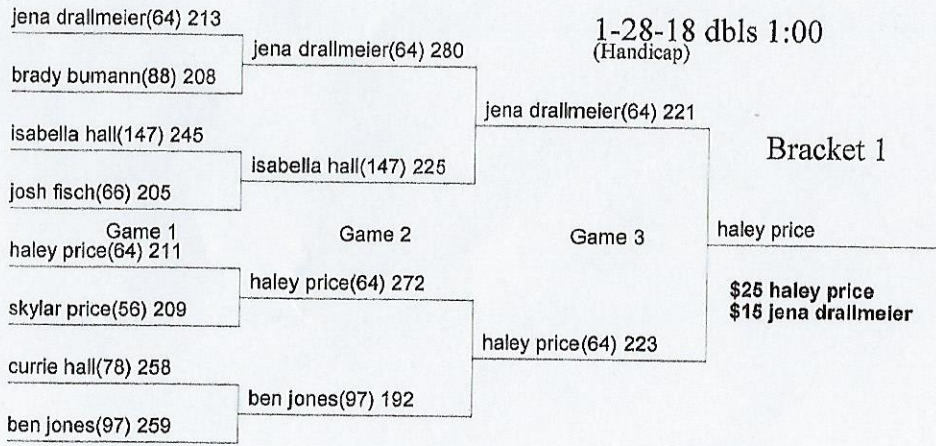 jena drallmeier(64) 213
jena drallmeier(64) 280
brady bumann(88) 208
1-28-18 dbls 1:00
(Handicap)
jena drallmeier(64) 221
isabella hall(147) 245
Bracket 1
isabella hall(147) 225
josh fisch(66) 205
Game 1
Game 2
Game 3
haley price
haley price(64) 211
haley price(64) 272
skylar price(56) 209
$25 haley price
$15 jena drallmeier
haley price(64) 223
currie hall(78) 258
ben jones(97) 192
ben jones(97) 259